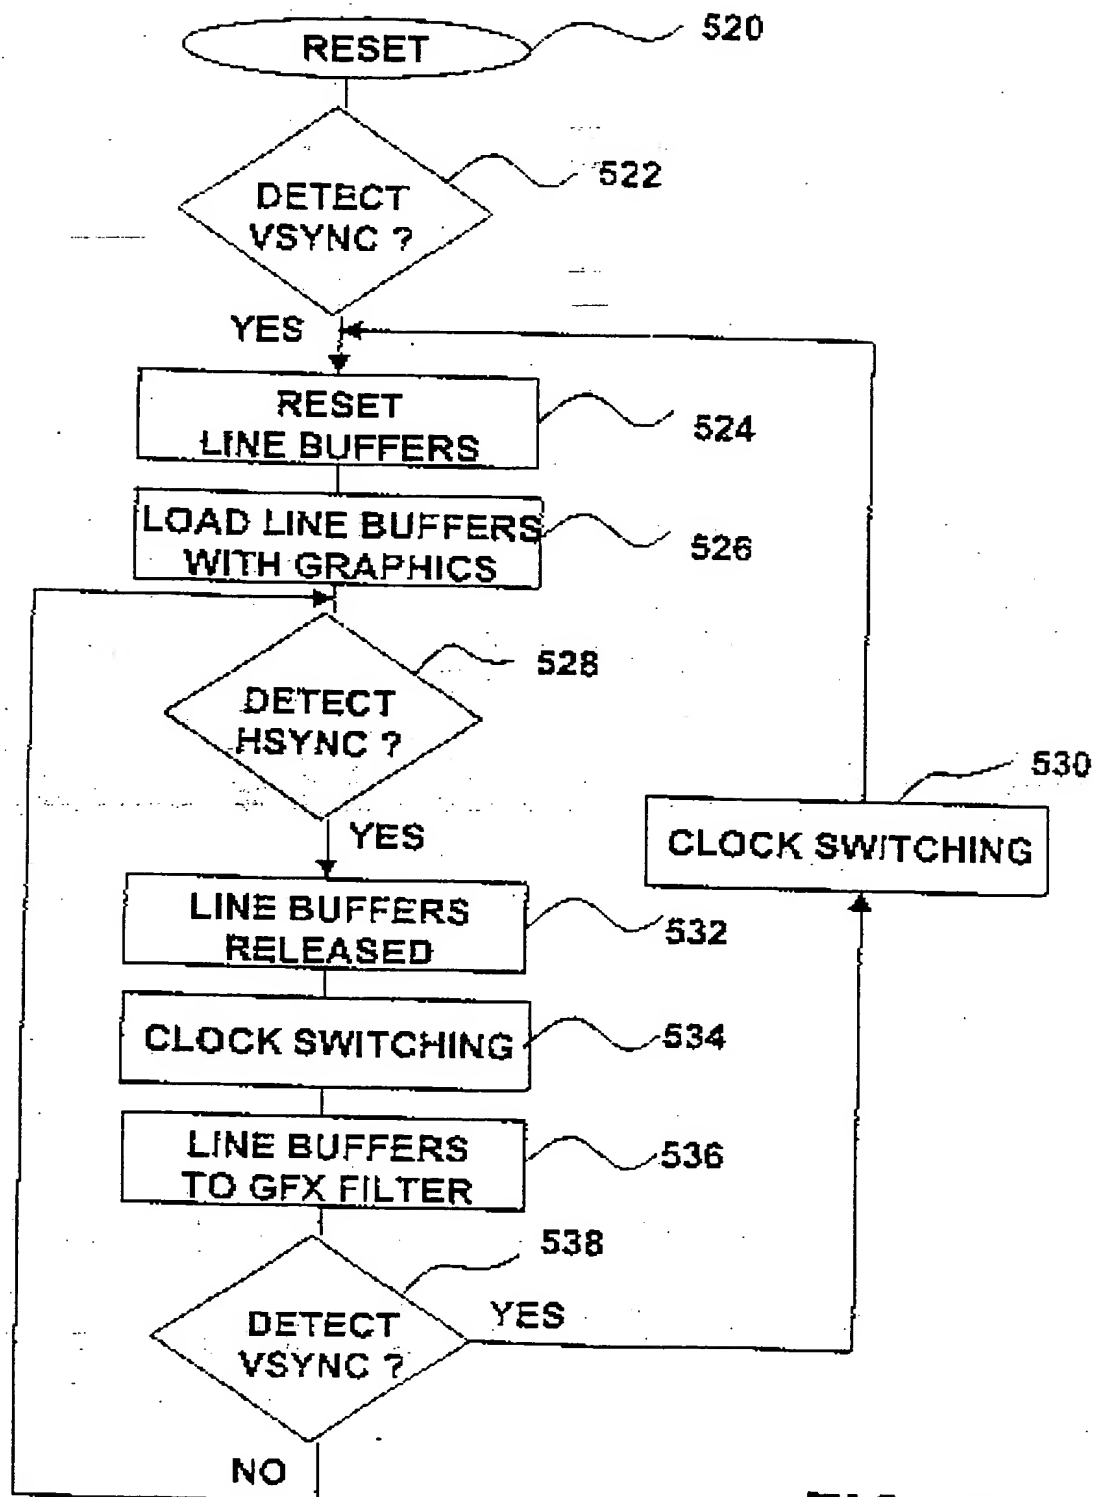 RESET
520
DETECT
VSYNC ?
522
YES
RESET
LINE BUFFERS
524
LOAD LINE BUFFERS
WITH GRAPHICS
526
DETECT
HSYNC ?
528
YES
530
CLOCK SWITCHING
LINE BUFFERS
RELEASED
532
CLOCK SWITCHING
534
LINE BUFFERS
TO GFX FILTER
536
538
DETECT
VSYNC ?
YES
NO